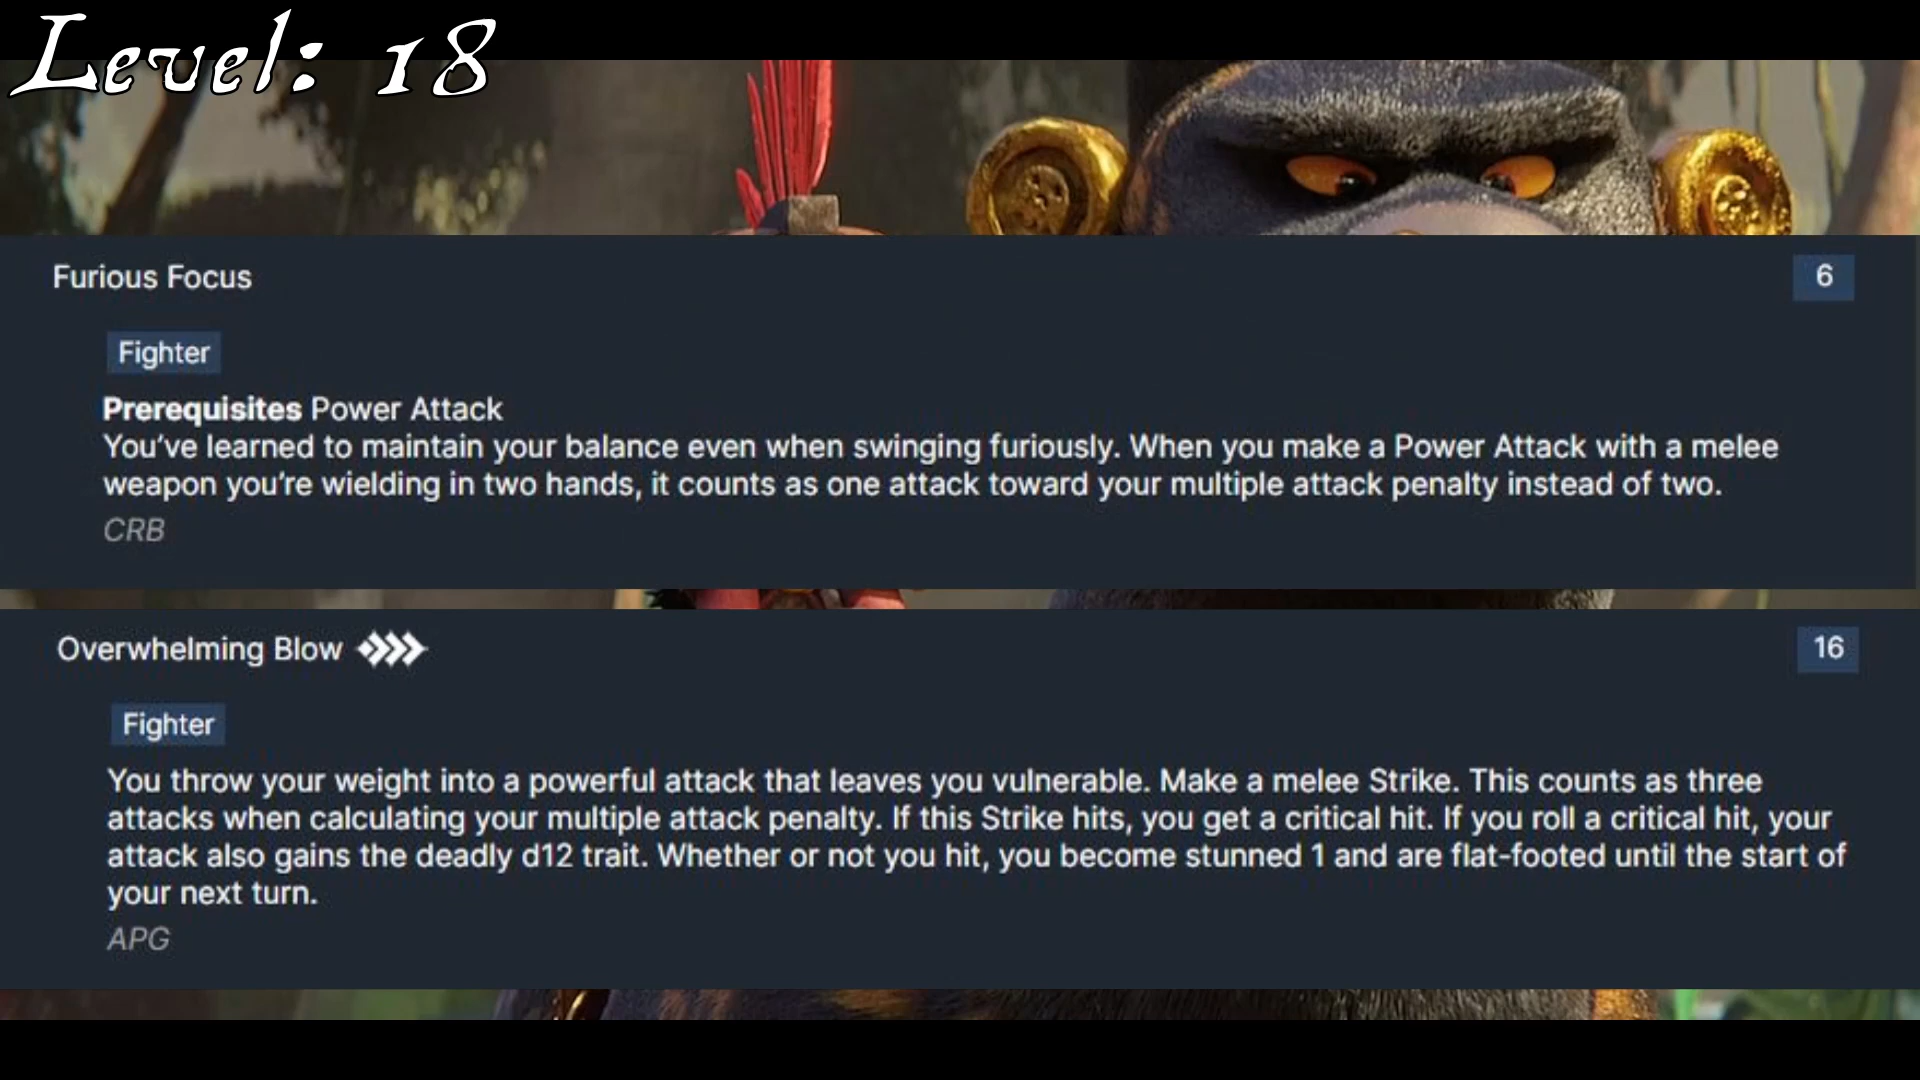 Level: 18
Furious Focus
6
Fighter
Prerequisites Power Attack
You've learned to maintain your balance even when swinging furiously. When you make a Power Attack with a melee
weapon you're wielding in two hands, it counts as one attack toward your multiple attack penalty instead of two.
CRB
Overwhelming Blow
16
Fighter
You throw your weight into a powerful attack that leaves you vulnerable. Make a melee Strike. This counts as three
attacks when calculating your multiple attack penalty. If this Strike hits, you get a critical hit. If you roll a critical hit, your
attack also gains the deadly d12 trait. Whether or not you hit, you become stunned 1 and are flat-footed until the start of
your next turn.
APG